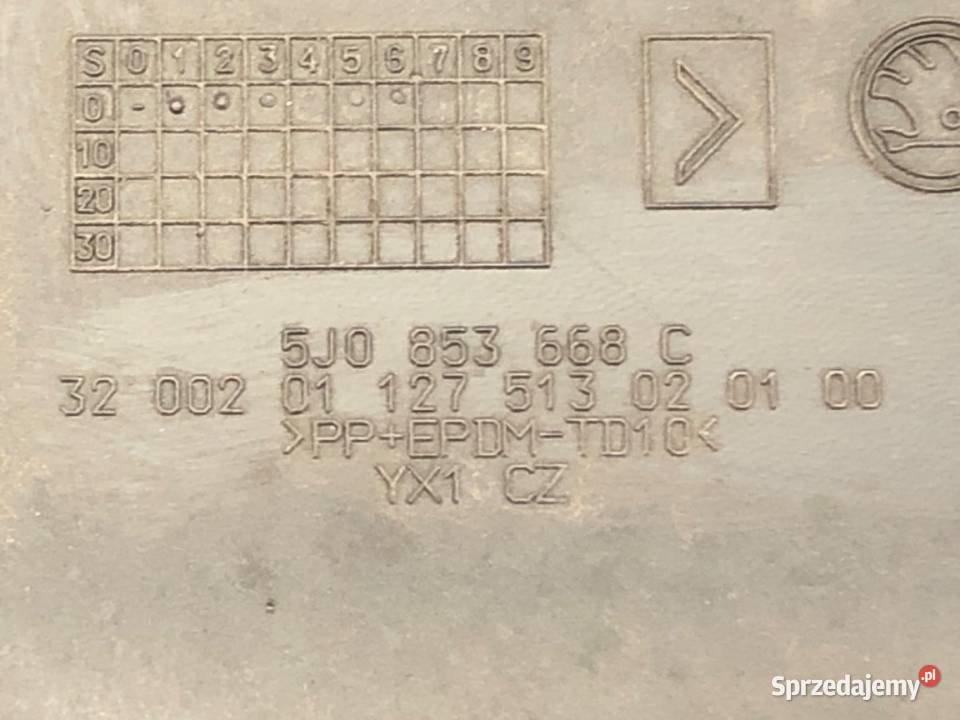 S 0 1 2 3 4 5 6 7 8 9
0 -
10
20
30
5J0 853 668 C
32 002 01 127 513 02 01 00
>PP+EPDM-TD10<
YX1 CZ
Sprzedajemy.pl